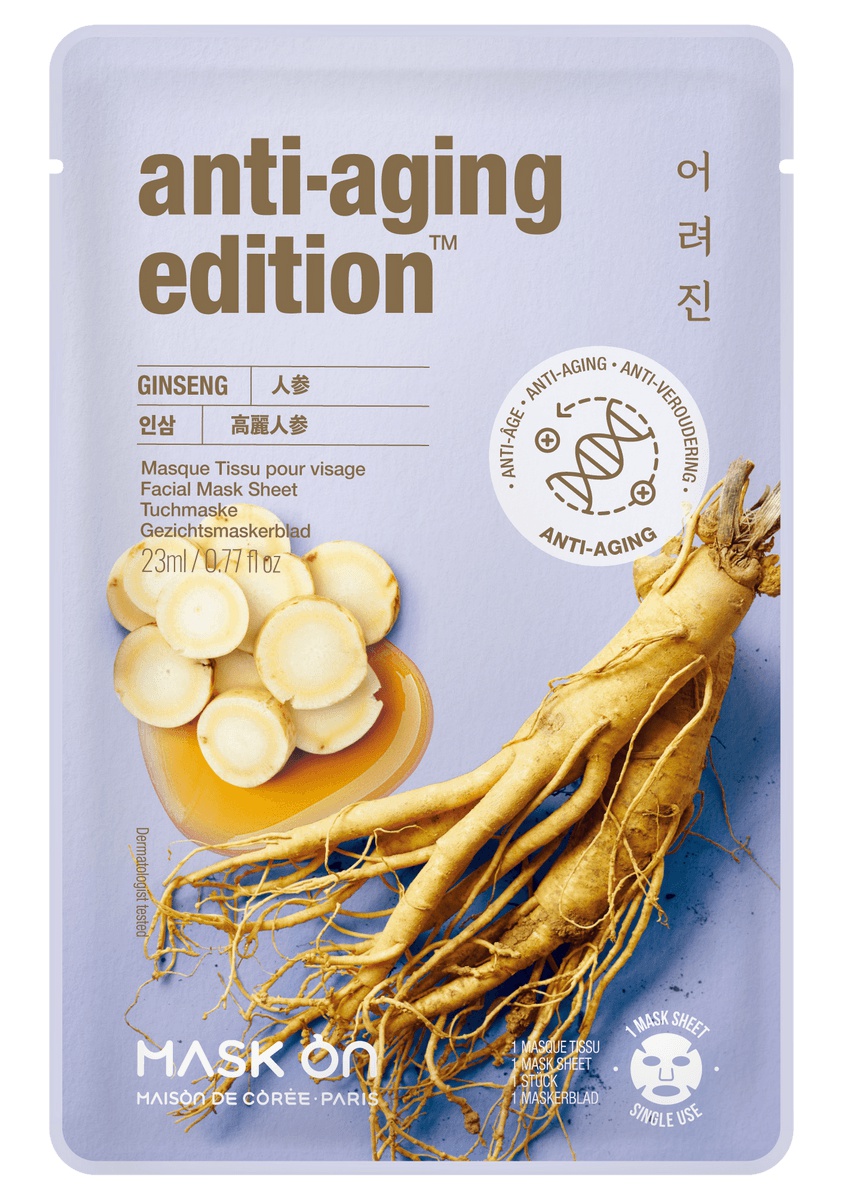 anti-aging
edition™
어
려
진
GINSENG 人参
인삼 高麗人参
Masque Tissu pour visage
Facial Mask Sheet
Tuchmaske
Gezichtsmaskerblad
23ml / 0.77 fl oz
• ANTI-ÂGE • ANTI-AGING • ANTI-VEROUDERING •
ANTI-AGING
Dermatologist tested
MASK ÒN
MAISÒN DE CÒRÉE · PARIS
1 MASQUE TISSU
1 MASK SHEET
1 STÜCK
1 MASKERBLAD
1 MASK SHEET
• SINGLE USE •